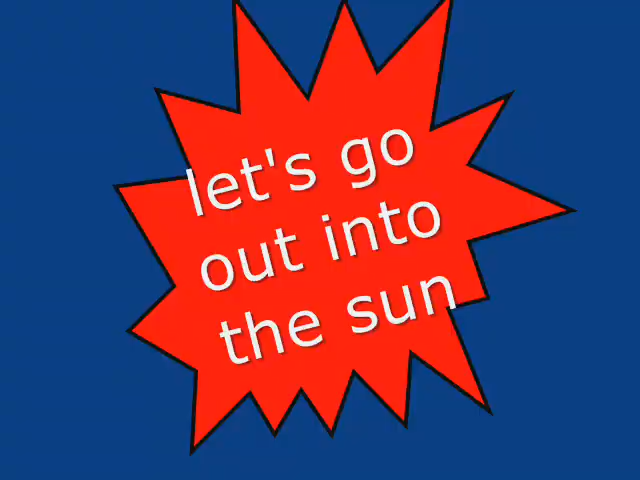 let's go
out into
the sun